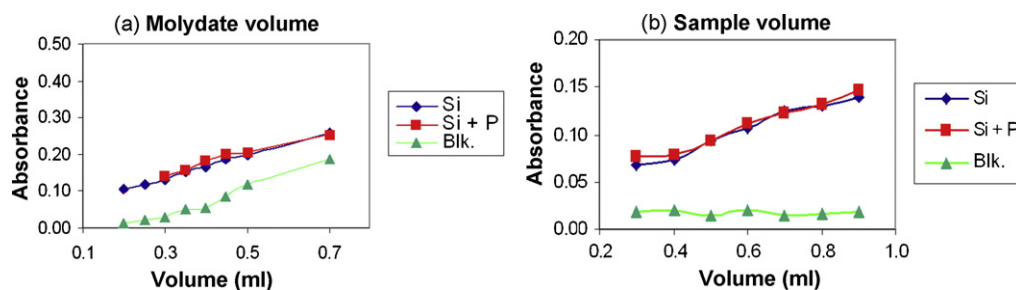 (a) Molydate volume
Absorbance
0.50
0.40
0.30
0.20
0.10
0.00
0.1
0.3
0.5
0.7
Volume (ml)
Si
Si + P
Blk.
(b) Sample volume
Absorbance
0.20
0.15
0.10
0.05
0.00
0.2
0.4
0.6
0.8
1.0
Volume (ml)
Si
Si + P
Blk.